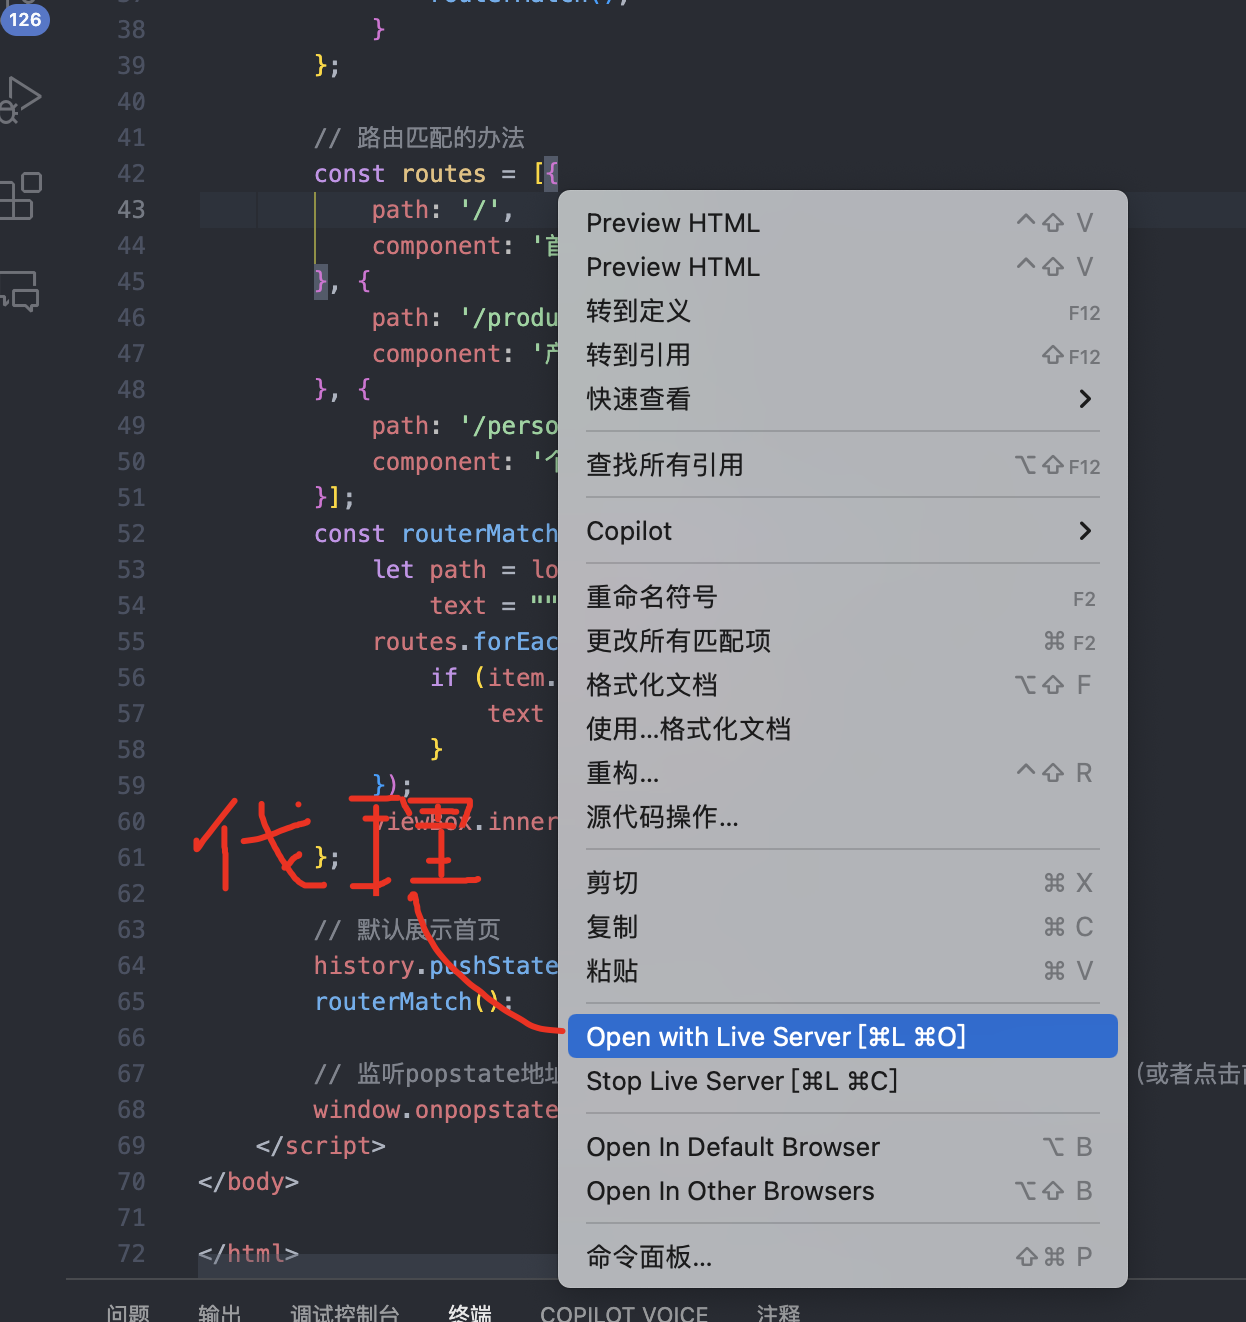 126
38 }
39 };
40
41 // 路由匹配的办法
42 const routes = [{
43 path: '/',
44 component: '首
45 }, {
46 path: '/produ
47 component: '产
48 }, {
49 path: '/perso
50 component: '个
51 }];
52 const routerMatch
53 let path = lo
54 text = ""
55 routes.forEac
56 if (item.
57 text
58 }
59 });
60 viewBox.inner
61 };
62
63 // 默认展示首页
64 history.pushState
65 routerMatch();
66
67 // 监听popstate地址 (或者点击前
68 window.onpopstate
69 </script>
70 </body>
71
72 </html>
代理
Preview HTML ^⇧ V
Preview HTML ^⇧ V
转到定义 F12
转到引用 ⇧F12
快速查看
查找所有引用 ⌥⇧F12
Copilot
重命名符号 F2
更改所有匹配项 ⌘ F2
格式化文档 ⌥⇧ F
使用...格式化文档
重构... ^⇧ R
源代码操作...
剪切 ⌘ X
复制 ⌘ C
粘贴 ⌘ V
Open with Live Server [⌘L ⌘O]
Stop Live Server [⌘L ⌘C]
Open In Default Browser ⌥ B
Open In Other Browsers ⌥⇧ B
命令面板... ⇧⌘ P
问题 输出 调试控制台 终端 COPILOT VOICE 注释